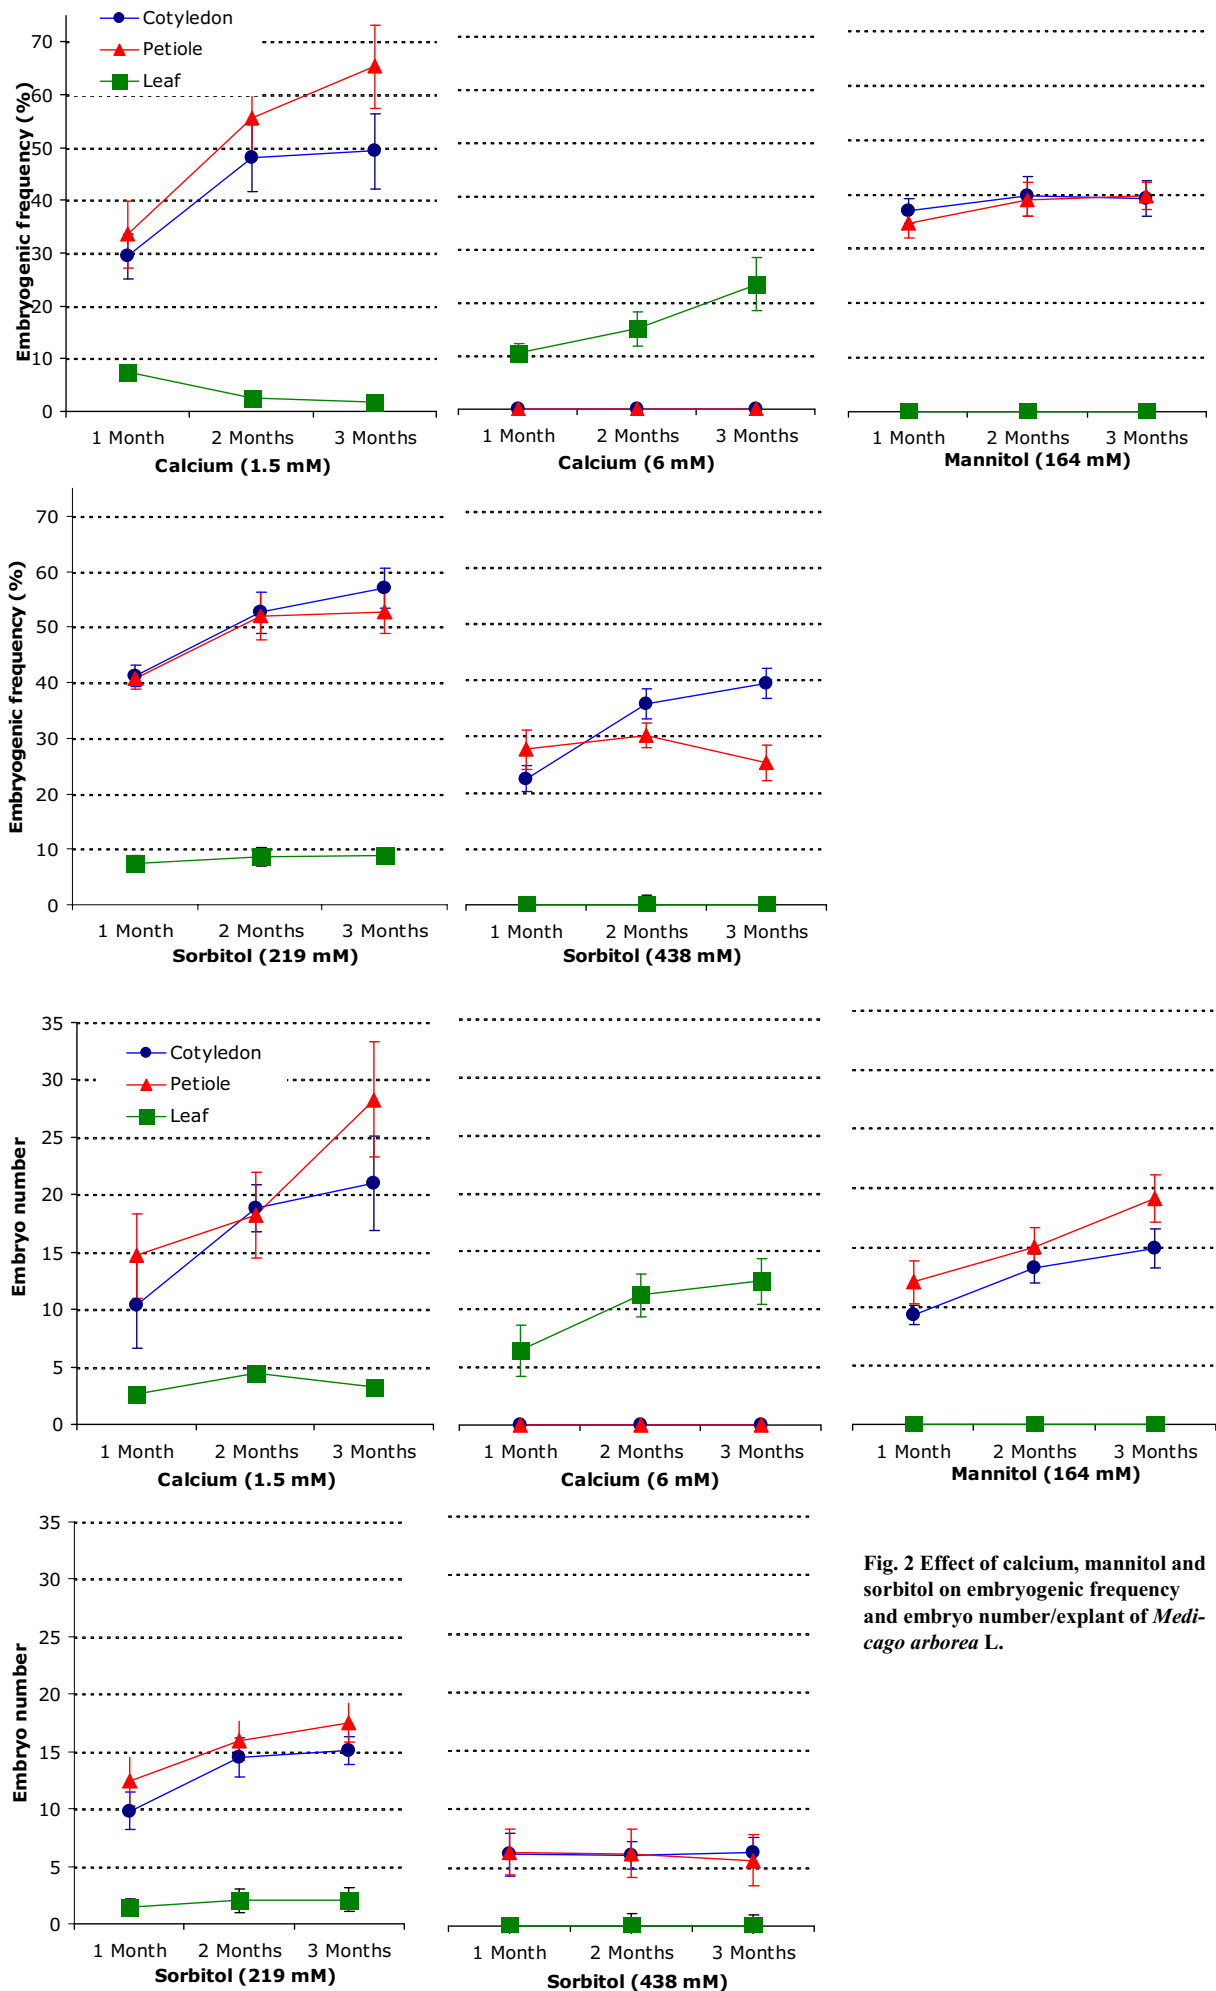 Cotyledon
Petiole
Leaf
Embryogenic frequency (%)
70
60
50
40
30
20
10
0
1 Month 2 Months 3 Months
Calcium (1.5 mM)
1 Month 2 Months 3 Months
Calcium (6 mM)
1 Month 2 Months 3 Months
Mannitol (164 mM)
Embryogenic frequency (%)
70
60
50
40
30
20
10
0
1 Month 2 Months 3 Months
Sorbitol (219 mM)
1 Month 2 Months 3 Months
Sorbitol (438 mM)
Embryo number
35
30
25
20
15
10
5
0
Cotyledon
Petiole
Leaf
1 Month 2 Months 3 Months
Calcium (1.5 mM)
1 Month 2 Months 3 Months
Calcium (6 mM)
1 Month 2 Months 3 Months
Mannitol (164 mM)
Embryo number
35
30
25
20
15
10
5
0
1 Month 2 Months 3 Months
Sorbitol (219 mM)
1 Month 2 Months 3 Months
Sorbitol (438 mM)
Fig. 2 Effect of calcium, mannitol and
sorbitol on embryogenic frequency
and embryo number/explant of Medi-
cago arborea L.